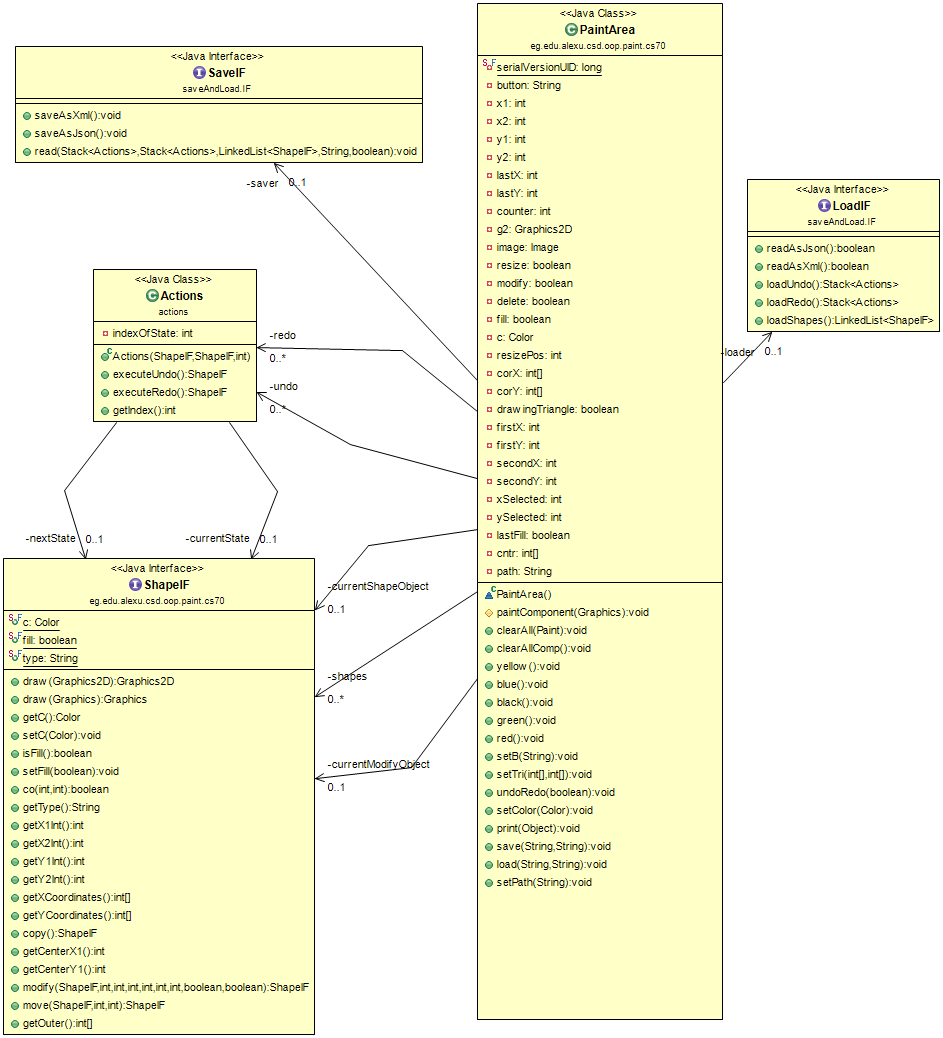 <<Java Interface>>
SaveIF
saveAndLoad.IF
saveAsXml():void
saveAsJson():void
read(Stack<Actions>,Stack<Actions>,LinkedList<ShapeIF>,String,boolean):void
-saver 0..1
<<Java Class>>
Actions
actions
indexOfState: int
Actions(ShapeIF,ShapeIF,int)
executeUndo():ShapeIF
executeRedo():ShapeIF
getIndex():int
-redo
0..*
-undo
0..*
-nextState 0..1
-currentState 0..1
<<Java Interface>>
ShapeIF
eg.edu.alexu.csd.oop.paint.cs70
c: Color
fill: boolean
type: String
draw(Graphics2D):Graphics2D
draw(Graphics):Graphics
getC():Color
setC(Color):void
isFill():boolean
setFill(boolean):void
co(int,int):boolean
getType():String
getX1Int():int
getX2Int():int
getY1Int():int
getY2Int():int
getXCoordinates():int[]
getYCoordinates():int[]
copy():ShapeIF
getCenterX1():int
getCenterY1():int
modify(ShapeIF,int,int,int,int,int,int,boolean,boolean):ShapeIF
move(ShapeIF,int,int):ShapeIF
getOuter():int[]
-currentShapeObject
0..1
-shapes
0..*
-currentModifyObject
0..1
<<Java Class>>
PaintArea
eg.edu.alexu.csd.oop.paint.cs70
serialVersionUID: long
button: String
x1: int
x2: int
y1: int
y2: int
lastX: int
lastY: int
counter: int
g2: Graphics2D
image: Image
resize: boolean
modify: boolean
delete: boolean
fill: boolean
c: Color
resizePos: int
corX: int[]
corY: int[]
drawingTriangle: boolean
firstX: int
firstY: int
secondX: int
secondY: int
xSelected: int
ySelected: int
lastFill: boolean
cntr: int[]
path: String
PaintArea()
paintComponent(Graphics):void
clearAll(Paint):void
clearAllComp():void
yellow():void
blue():void
black():void
green():void
red():void
setB(String):void
setTri(int[],int[]):void
undoRedo(boolean):void
setColor(Color):void
print(Object):void
save(String,String):void
load(String,String):void
setPath(String):void
<<Java Interface>>
LoadIF
saveAndLoad.IF
readAsJson():boolean
readAsXml():boolean
loadUndo():Stack<Actions>
loadRedo():Stack<Actions>
loadShapes():LinkedList<ShapeIF>
-loader 0..1